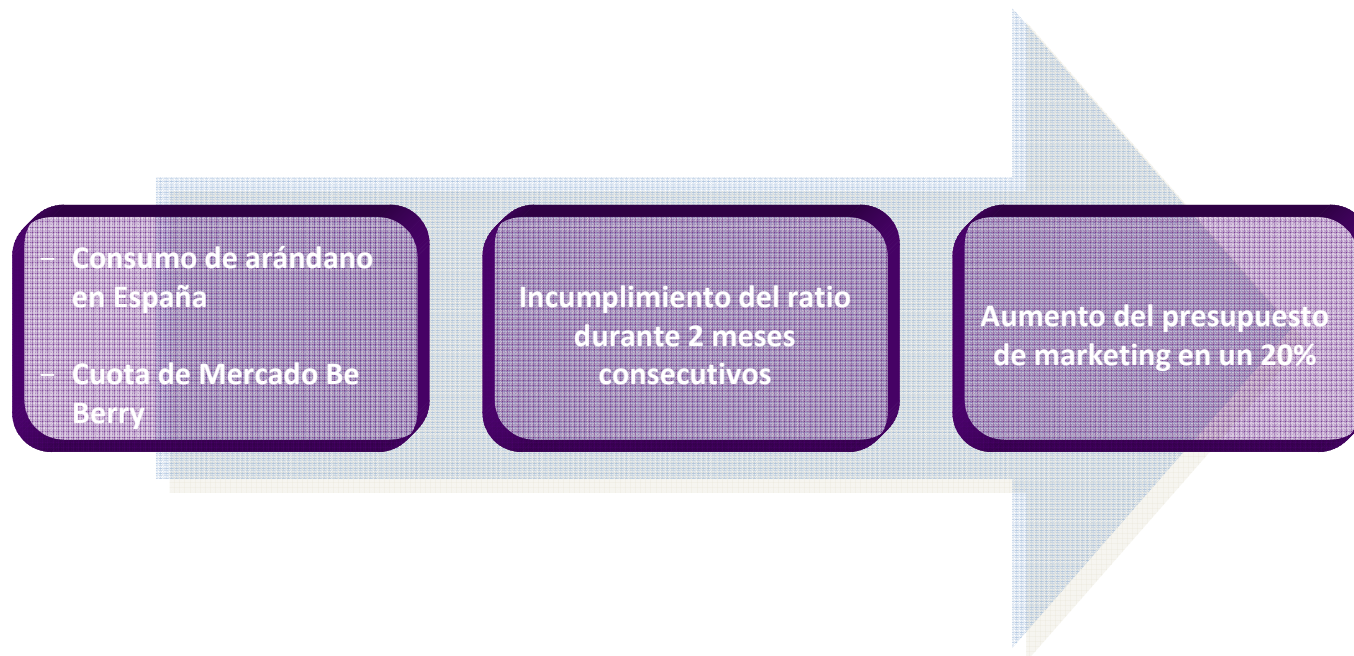 – Consumo de arándano
en España
– Cuota de Mercado Be
Berry
Incumplimiento del ratio
durante 2 meses
consecutivos
Aumento del presupuesto
de marketing en un 20%